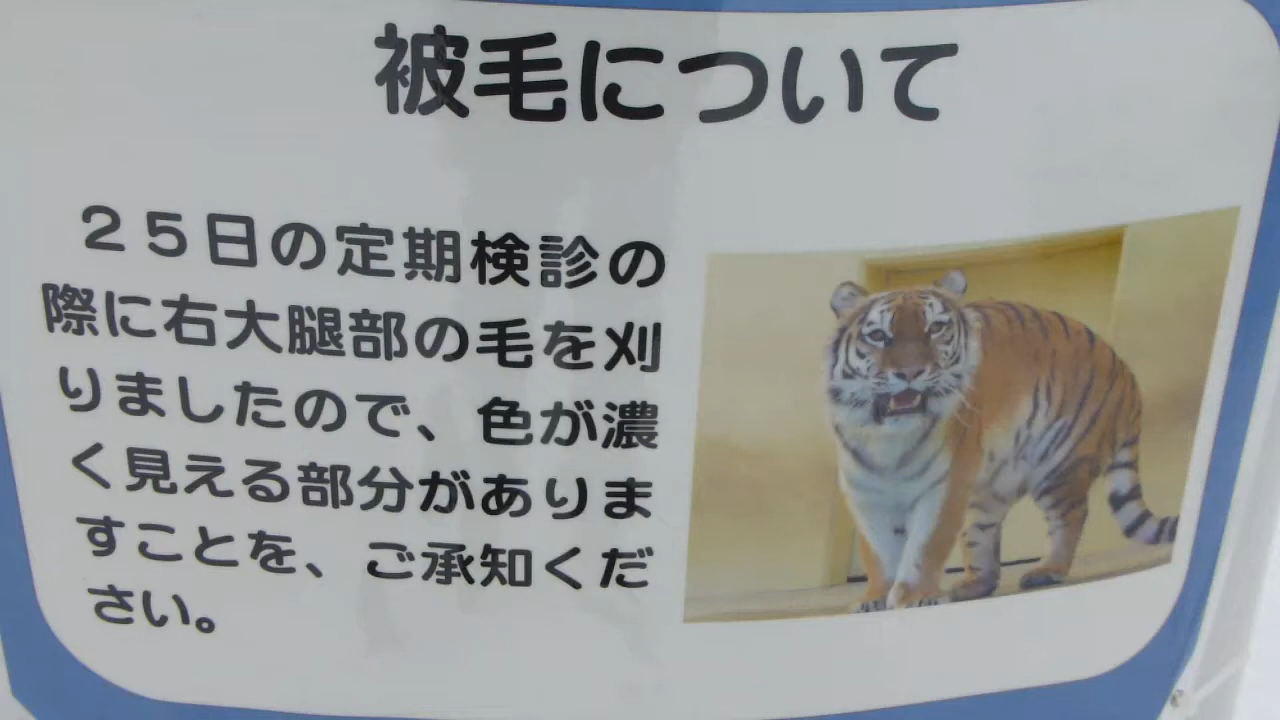 被毛について
２５日の定期検診の
際に右大腿部の毛を刈
りましたので、色が濃
く見える部分がありま
すことを、ご承知くだ
さい。